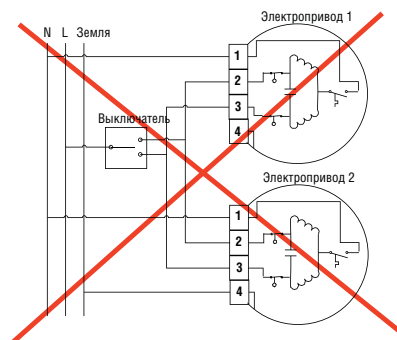 Электропривод 1
N L Земля
1
2
3
4
Выключатель
Электропривод 2
1
2
3
4